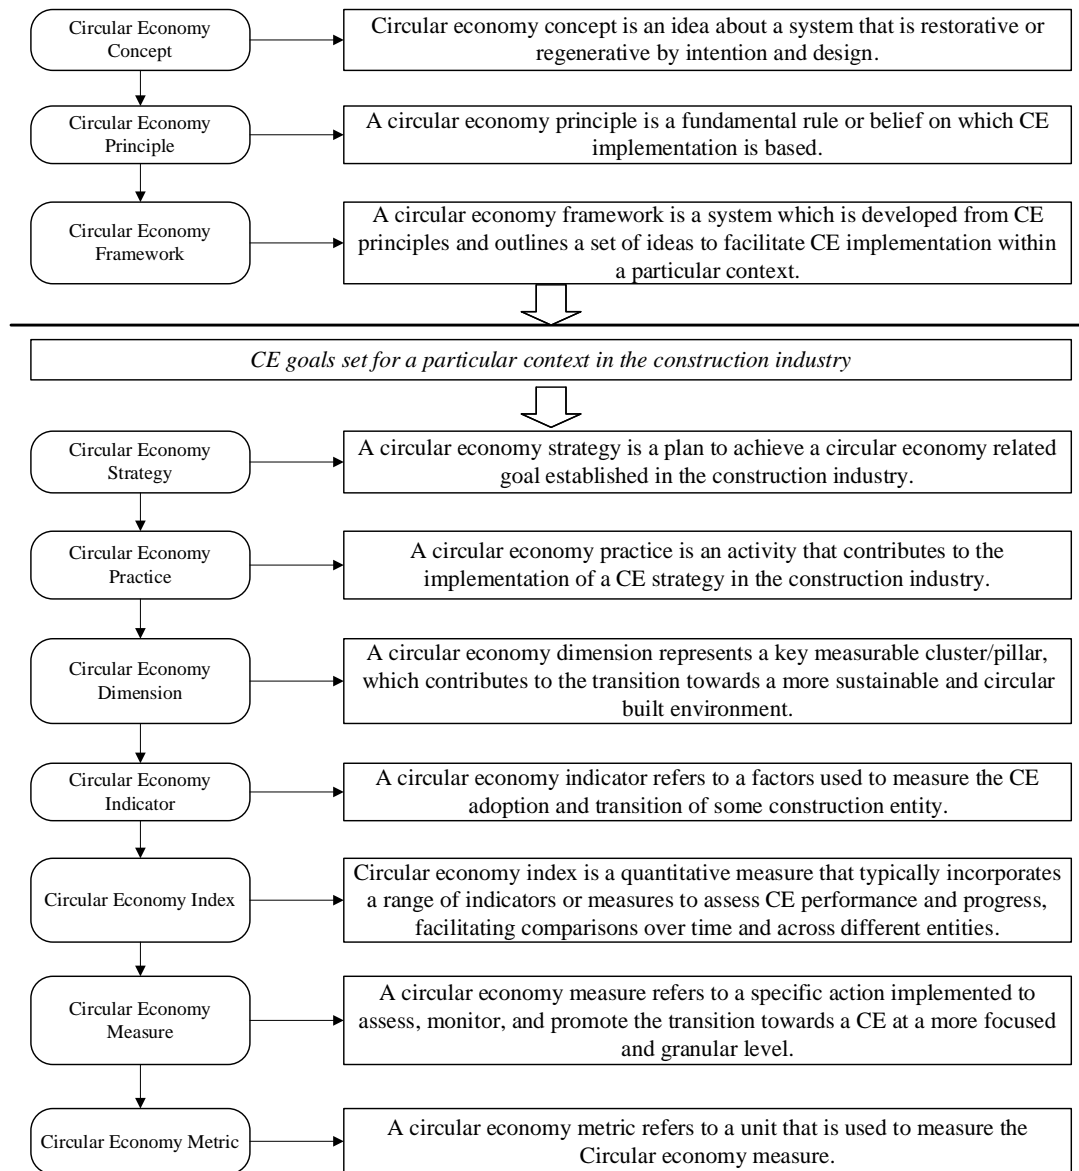 Circular Economy
Concept
Circular economy concept is an idea about a system that is restorative or
regenerative by intention and design.
Circular Economy
Principle
A circular economy principle is a fundamental rule or belief on which CE
implementation is based.
Circular Economy
Framework
A circular economy framework is a system which is developed from CE
principles and outlines a set of ideas to facilitate CE implementation within
a particular context.
CE goals set for a particular context in the construction industry
Circular Economy
Strategy
A circular economy strategy is a plan to achieve a circular economy related
goal established in the construction industry.
Circular Economy
Practice
A circular economy practice is an activity that contributes to the
implementation of a CE strategy in the construction industry.
Circular Economy
Dimension
A circular economy dimension represents a key measurable cluster/pillar,
which contributes to the transition towards a more sustainable and circular
built environment.
Circular Economy
Indicator
A circular economy indicator refers to a factors used to measure the CE
adoption and transition of some construction entity.
Circular Economy Index
Circular economy index is a quantitative measure that typically incorporates
a range of indicators or measures to assess CE performance and progress,
facilitating comparisons over time and across different entities.
Circular Economy
Measure
A circular economy measure refers to a specific action implemented to
assess, monitor, and promote the transition towards a CE at a more focused
and granular level.
Circular Economy Metric
A circular economy metric refers to a unit that is used to measure the
Circular economy measure.